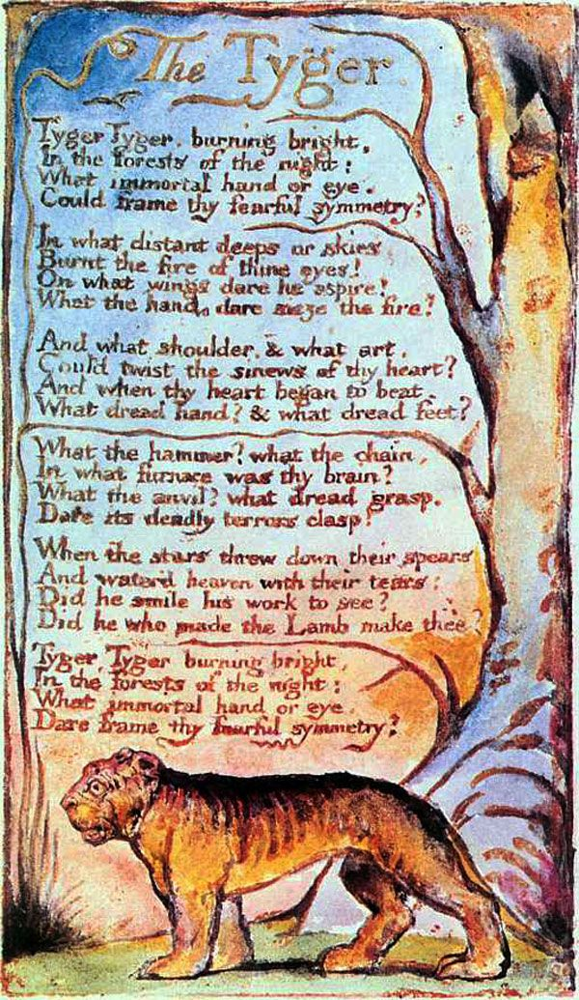 The Tyger.
Tyger Tyger. burning bright,
In the forests of the night:
What immortal hand or eye.
Could frame thy fearful symmetry?
In what distant deeps or skies.
Burnt the fire of thine eyes!
On what wings dare he aspire!
What the hand, dare sieze the fire?
And what shoulder, & what art,
Could twist the sinews of thy heart?
And when thy heart began to beat.
What dread hand? & what dread feet?
What the hammer? what the chain,
In what furnace was thy brain?
What the anvil? what dread grasp.
Dare its deadly terrors clasp!
When the stars threw down their spears
And water'd heaven with their tears:
Did he smile his work to see?
Did he who made the Lamb make thee?
Tyger, Tyger burning bright,
In the forests of the night:
What immortal hand or eye.
Dare frame thy fearful symmetry?